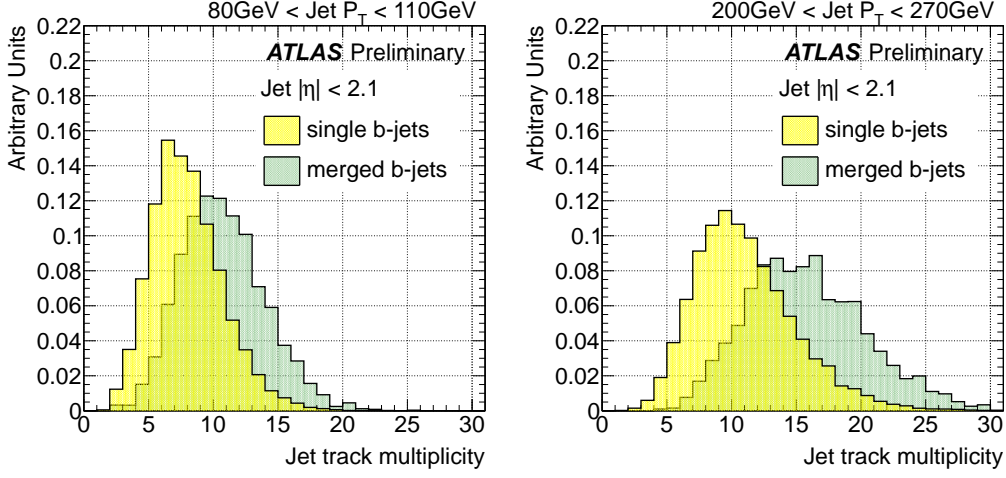 80GeV < Jet P_T < 110GeV
Arbitrary Units
0.22
0.2
0.18
0.16
0.14
0.12
0.1
0.08
0.06
0.04
0.02
0
ATLAS Preliminary
Jet |η| < 2.1
single b-jets
merged b-jets
0 5 10 15 20 25 30
Jet track multiplicity
200GeV < Jet P_T < 270GeV
Arbitrary Units
0.22
0.2
0.18
0.16
0.14
0.12
0.1
0.08
0.06
0.04
0.02
0
ATLAS Preliminary
Jet |η| < 2.1
single b-jets
merged b-jets
0 5 10 15 20 25 30
Jet track multiplicity